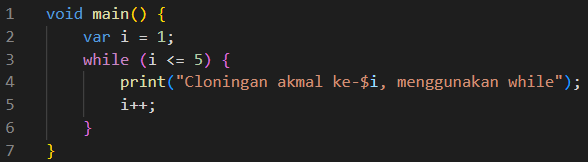 1 void main() {
2     var i = 1;
3     while (i <= 5) {
4         print("Cloningan akmal ke-$i, menggunakan while");
5         i++;
6     }
7 }